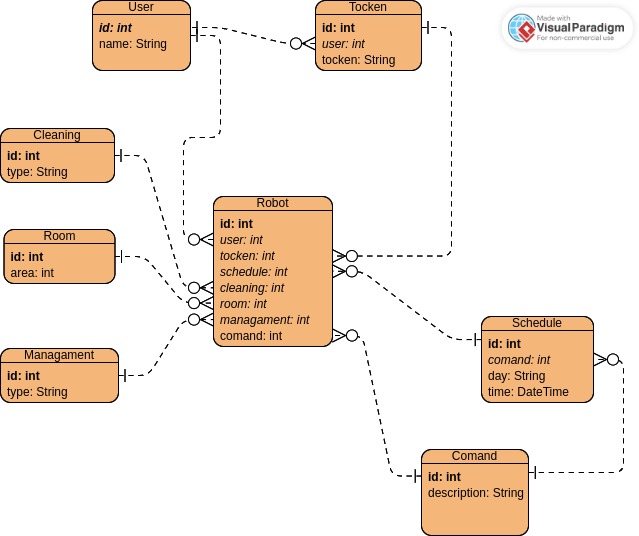 User
id: int
name: String
Tocken
id: int
user: int
tocken: String
Made with
VisualParadigm
For non-commercial use
Cleaning
id: int
type: String
Room
id: int
area: int
Managament
id: int
type: String
Robot
id: int
user: int
tocken: int
schedule: int
cleaning: int
room: int
managament: int
comand: int
Schedule
id: int
comand: int
day: String
time: DateTime
Comand
id: int
description: String